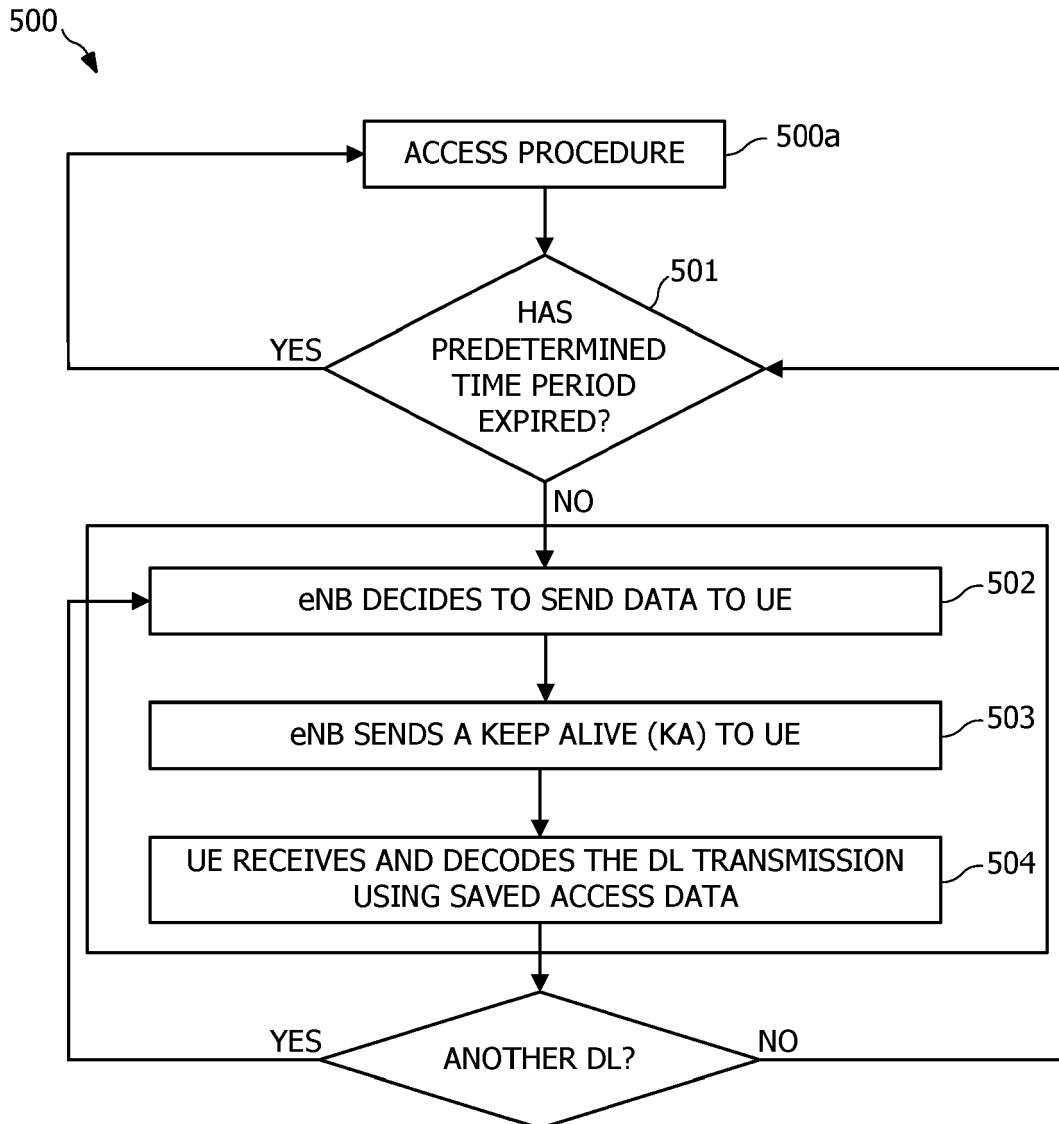 500
ACCESS PROCEDURE
500a
501
HAS
PREDETERMINED
TIME PERIOD
EXPIRED?
YES
NO
eNB DECIDES TO SEND DATA TO UE
502
eNB SENDS A KEEP ALIVE (KA) TO UE
503
UE RECEIVES AND DECODES THE DL TRANSMISSION
USING SAVED ACCESS DATA
504
YES
ANOTHER DL?
NO